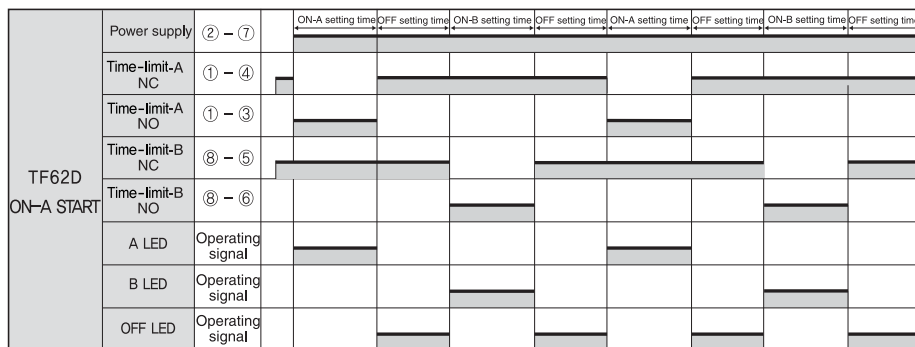 ON-A setting time OFF setting time ON-B setting time OFF setting time ON-A setting time OFF setting time ON-B setting time OFF setting time
Power supply ② - ⑦
Time-limit-A
NC
① - ④
Time-limit-A
NO
① - ③
Time-limit-B
NC
⑧ - ⑤
TF62D
ON-A START
Time-limit-B
NO
⑧ - ⑥
A LED
Operating
signal
B LED
Operating
signal
OFF LED
Operating
signal